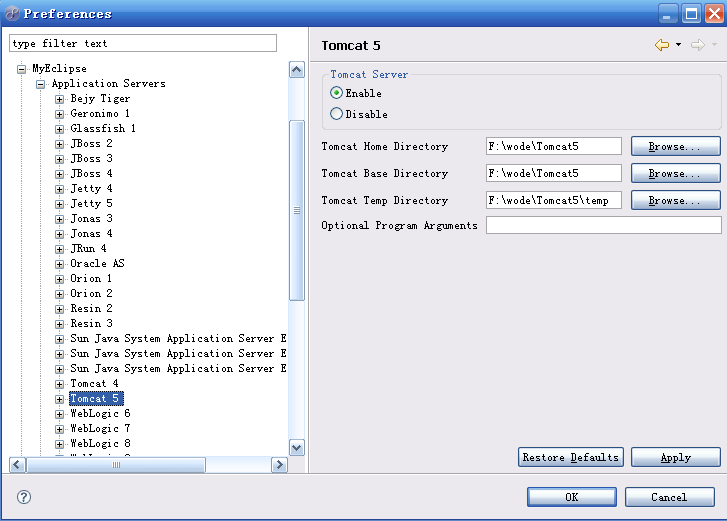 Preferences
type filter text
MyEclipse
Application Servers
Bejy Tiger
Geronimo 1
Glassfish 1
JBoss 2
JBoss 3
JBoss 4
Jetty 4
Jetty 5
Jonas 3
Jonas 4
JRun 4
Oracle AS
Orion 1
Orion 2
Resin 2
Resin 3
Sun Java System Application Server E
Sun Java System Application Server E
Sun Java System Application Server E
Tomcat 4
Tomcat 5
WebLogic 6
WebLogic 7
WebLogic 8
Tomcat 5
Tomcat Server
Enable
Disable
Tomcat Home Directory F:\wode\Tomcat5 Browse...
Tomcat Base Directory F:\wode\Tomcat5 Browse...
Tomcat Temp Directory F:\wode\Tomcat5\temp Browse...
Optional Program Arguments
Restore Defaults Apply
? OK Cancel